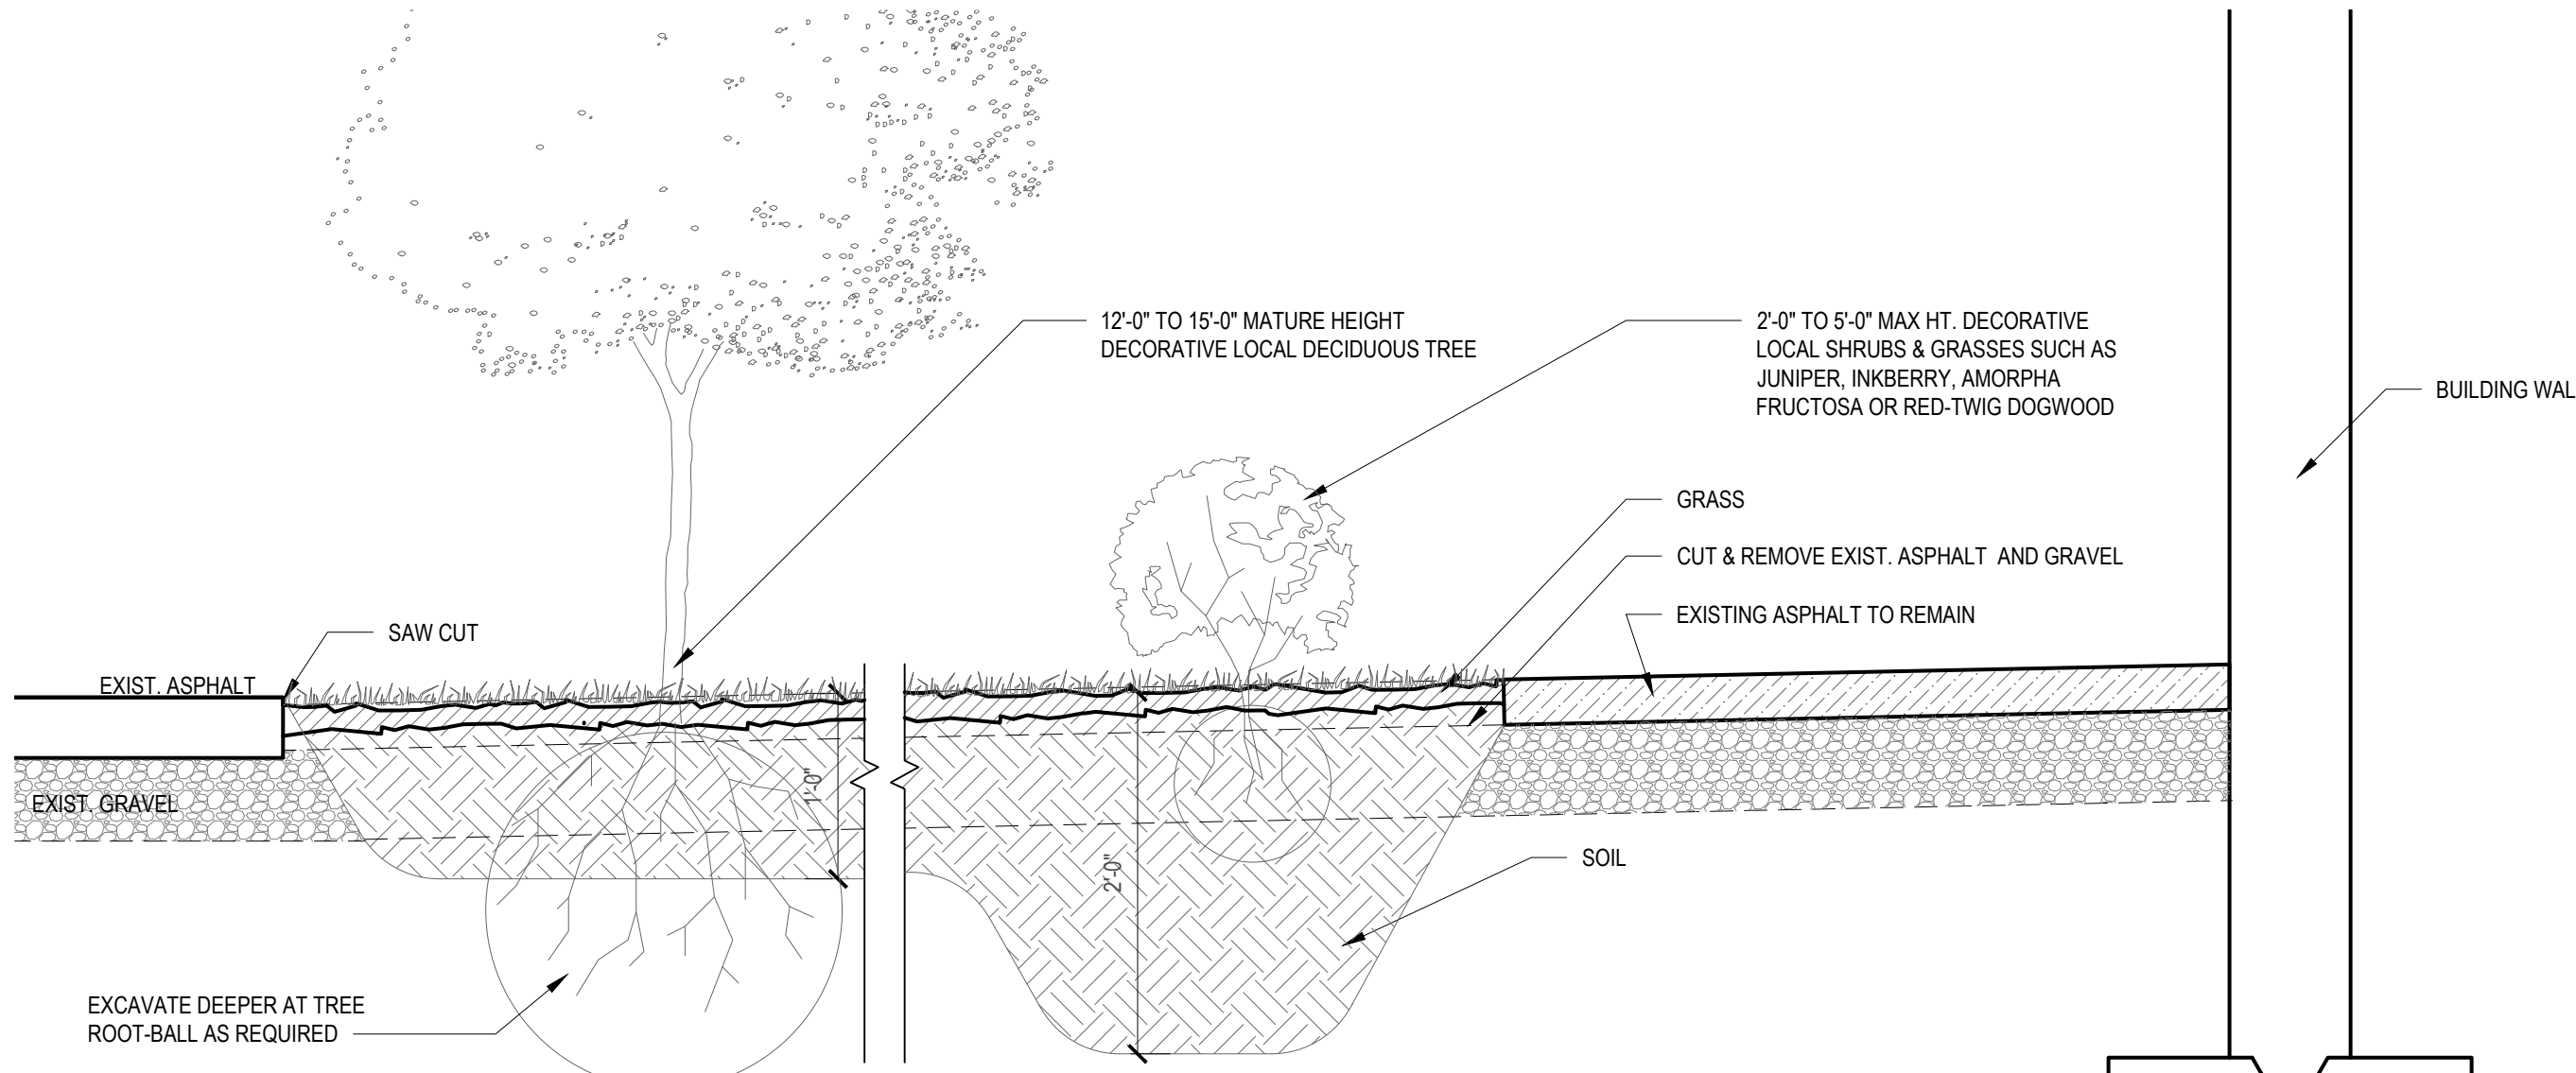 12'-0" TO 15'-0" MATURE HEIGHT
DECORATIVE LOCAL DECIDUOUS TREE
2'-0" TO 5'-0" MAX HT. DECORATIVE
LOCAL SHRUBS & GRASSES SUCH AS
JUNIPER, INKBERRY, AMORPHA
FRUCTOSA OR RED-TWIG DOGWOOD
BUILDING WAL
GRASS
CUT & REMOVE EXIST. ASPHALT AND GRAVEL
EXISTING ASPHALT TO REMAIN
SAW CUT
EXIST. ASPHALT
EXIST. GRAVEL
1'-0"
2'-0"
SOIL
EXCAVATE DEEPER AT TREE
ROOT-BALL AS REQUIRED